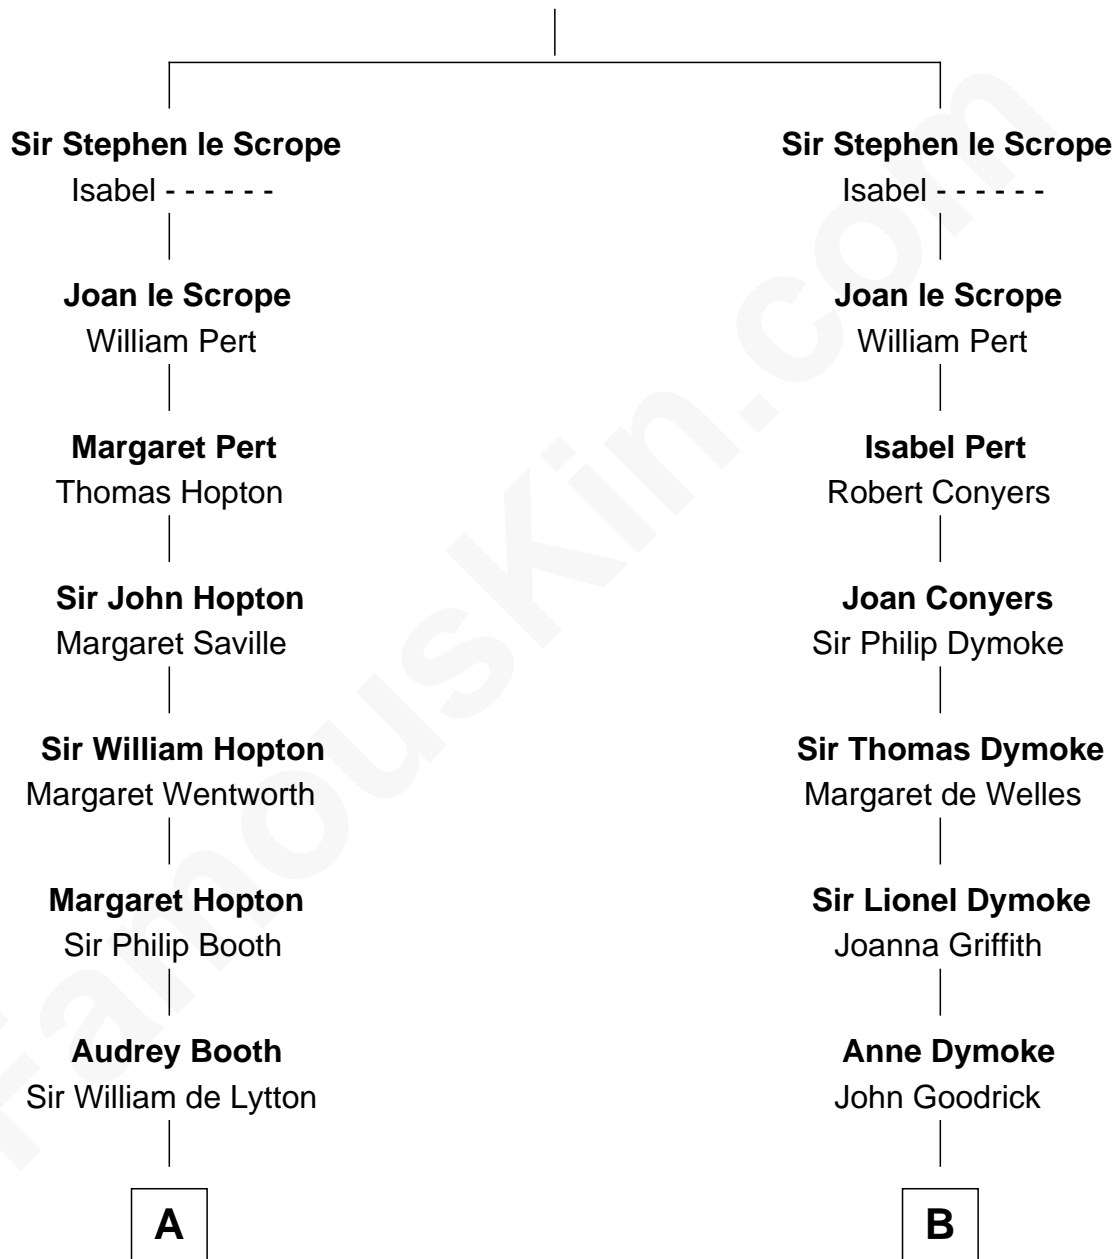 Sir Stephen le Scrope
Isabel - - - - - -
Joan le Scrope
William Pert
Margaret Pert
Thomas Hopton
Sir John Hopton
Margaret Saville
Sir William Hopton
Margaret Wentworth
Margaret Hopton
Sir Philip Booth
Audrey Booth
Sir William de Lytton
A
Sir Stephen le Scrope
Isabel - - - - - -
Joan le Scrope
William Pert
Isabel Pert
Robert Conyers
Joan Conyers
Sir Philip Dymoke
Sir Thomas Dymoke
Margaret de Welles
Sir Lionel Dymoke
Joanna Griffith
Anne Dymoke
John Goodrick
B
FamousKin.com